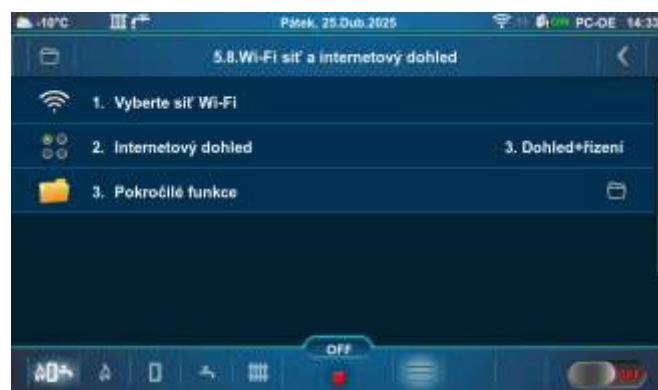 -10°C Pátek, 25.Dub.2025 PC-OE 14:33
5.8.Wi-Fi síť a internetový dohled
1. Vyberte síť Wi-Fi
2. Internetový dohled 3. Dohled+řízení
3. Pokročilé funkce
OFF
OFF